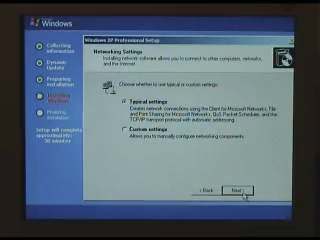 Windows
Windows XP Professional Setup
Networking Settings
Installing network software allows you to connect to other computers, networks,
and the Internet.
Collecting
information
Dynamic
Update
Preparing
installation
Installing
Windows
Finalizing
installation
Setup will complete
approximately:
Choose whether to use typical or custom settings:
Typical settings
Creates network connections using the Client for Microsoft Networks, File
and Print Sharing for Microsoft Networks, QoS Packet Scheduler, and the
TCP/IP transport protocol with automatic addressing.
Custom settings
Allows you to manually configure networking components.
< Back
Next >